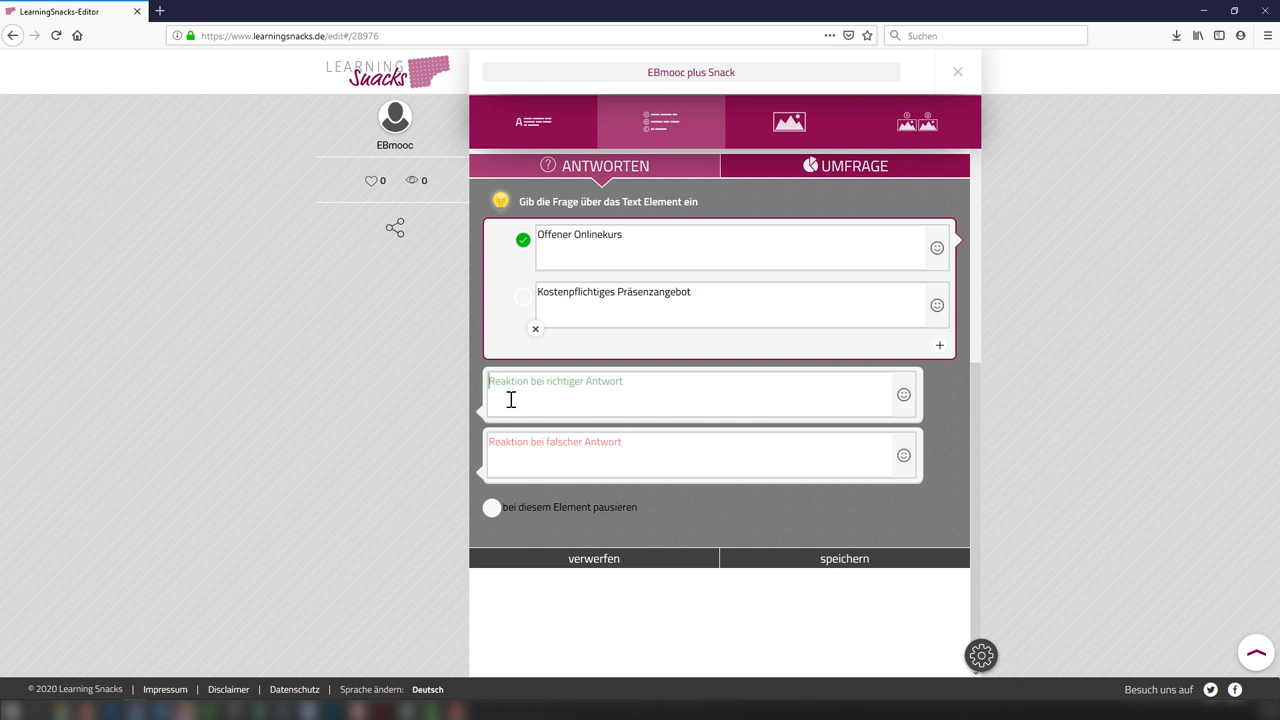 LearningSnacks-Editor
https://www.learningsnacks.de/edit#/28976
Suchen
LEARNING
Snacks
EBmooc plus Snack
EBmooc
0
0
ANTWORTEN
UMFRAGE
Gib die Frage über das Text Element ein
Offener Onlinekurs
Kostenpflichtiges Präsenzangebot
Reaktion bei richtiger Antwort
Reaktion bei falscher Antwort
bei diesem Element pausieren
verwerfen
speichern
© 2020 Learning Snacks | Impressum | Disclaimer | Datenschutz | Sprache ändern: Deutsch
Besuch uns auf